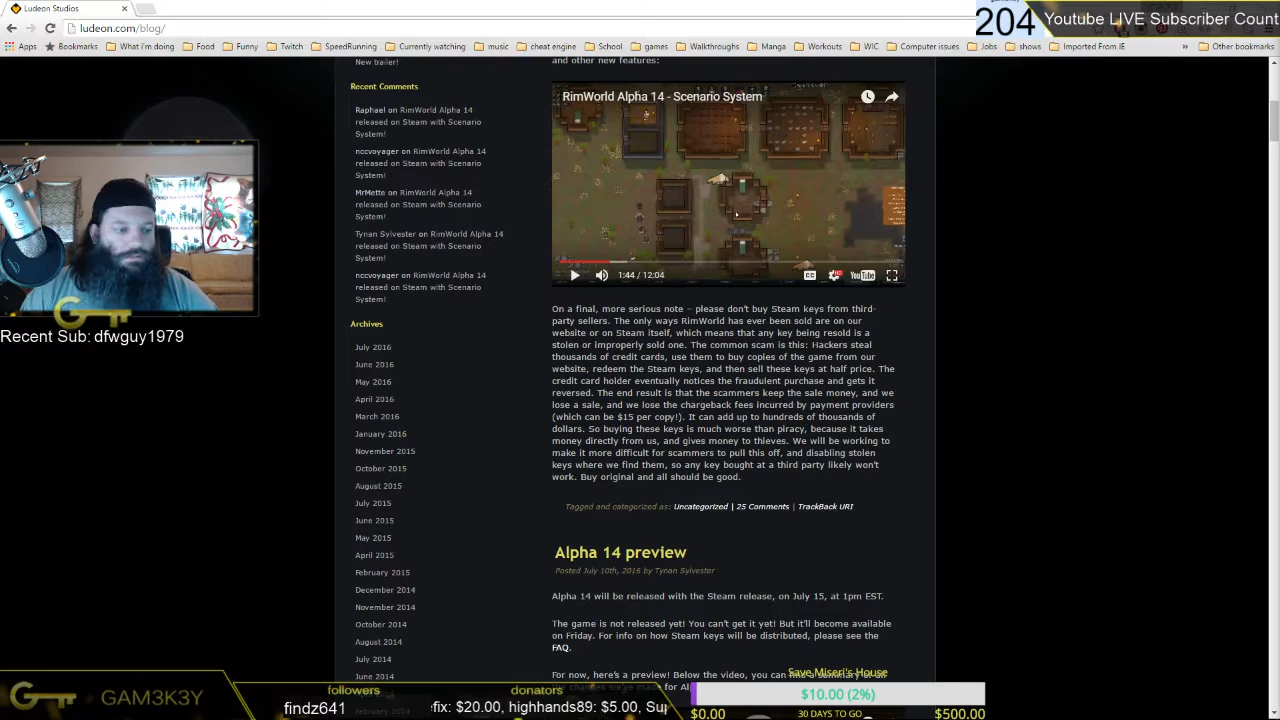 Ludeon Studios
ludeon.com/blog/
204
Youtube LIVE Subscriber Count
Apps
Bookmarks
What i'm doing
Food
Funny
Twitch
SpeedRunning
Currently watching
music
cheat engine
School
games
Walkthroughs
Manga
Workouts
WIC
Computer issues
Jobs
shows
Imported From IE
»
Other bookmarks
New trailer!
Recent Comments
Raphael on RimWorld Alpha 14
released on Steam with Scenario
System!
nccvoyager on RimWorld Alpha 14
released on Steam with Scenario
System!
MrMette on RimWorld Alpha 14
released on Steam with Scenario
System!
Tynan Sylvester on RimWorld Alpha 14
released on Steam with Scenario
System!
nccvoyager on RimWorld Alpha 14
released on Steam with Scenario
System!
Archives
July 2016
June 2016
May 2016
April 2016
March 2016
January 2016
November 2015
October 2015
August 2015
July 2015
June 2015
May 2015
April 2015
February 2015
December 2014
November 2014
October 2014
August 2014
July 2014
June 2014
and other new features:
RimWorld Alpha 14 - Scenario System
1:44 / 12:04
CC
HD
YouTube
On a final, more serious note – please don't buy Steam keys from third-
party sellers. The only ways RimWorld has ever been sold are on our
website or on Steam itself, which means that any key being resold is a
stolen or improperly sold one. The common scam is this: Hackers steal
thousands of credit cards, use them to buy copies of the game from our
website, redeem the Steam keys, and then sell these keys at half price. The
credit card holder eventually notices the fraudulent purchase and gets it
reversed. The end result is that the scammers keep the sale money, and we
lose a sale, and we lose the chargeback fees incurred by payment providers
(which can be $15 per copy!). It can add up to hundreds of thousands of
dollars. So buying these keys is much worse than piracy, because it takes
money directly from us, and gives money to thieves. We will be working to
make it more difficult for scammers to pull this off, and disabling stolen
keys where we find them, so any key bought at a third party likely won't
work. Buy original and all should be good.
Tagged and categorized as: Uncategorized | 25 Comments | TrackBack URI
Alpha 14 preview
Posted July 10th, 2016 by Tynan Sylvester
Alpha 14 will be released with the Steam release, on July 15, at 1pm EST.
The game is not released yet! You can't get it yet! But it'll become available
on Friday. For info on how Steam keys will be distributed, please see the
FAQ.
For now, here's a preview! Below the video, you can
Recent Sub: dfwguy1979
GAM3K3Y
followers
findz641
donators
efix: $20.00, highhands89: $5.00, Su
Save Miseri's House
$10.00 (2%)
$0.00
30 DAYS TO GO
$500.00